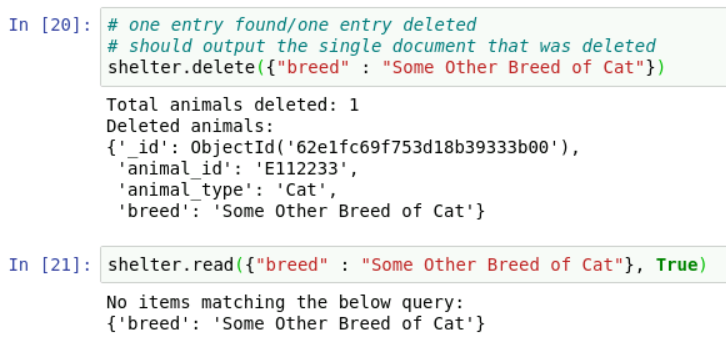 In [20]: # one entry found/one entry deleted
# should output the single document that was deleted
shelter.delete({"breed" : "Some Other Breed of Cat"})
Total animals deleted: 1
Deleted animals:
{'_id': ObjectId('62e1fc69f753d18b39333b00'),
 'animal_id': 'E112233',
 'animal_type': 'Cat',
 'breed': 'Some Other Breed of Cat'}
In [21]: shelter.read({"breed" : "Some Other Breed of Cat"}, True)
No items matching the below query:
{'breed': 'Some Other Breed of Cat'}